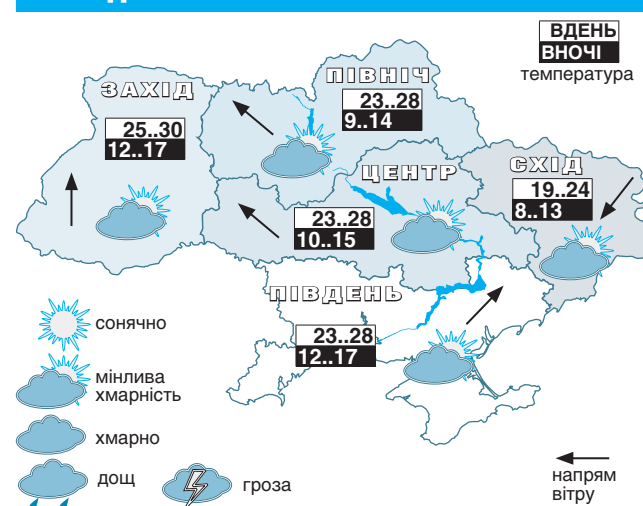 ВДЕНЬ
ВНОЧІ
температура
ЗАХІД
25..30
12..17
ПІВНІЧ
23..28
9..14
ЦЕНТР
23..28
10..15
СХІД
19..24
8..13
ПІВДЕНЬ
23..28
12..17
сонячно
мінлива
хмарність
хмарно
дощ
гроза
напрям
вітру